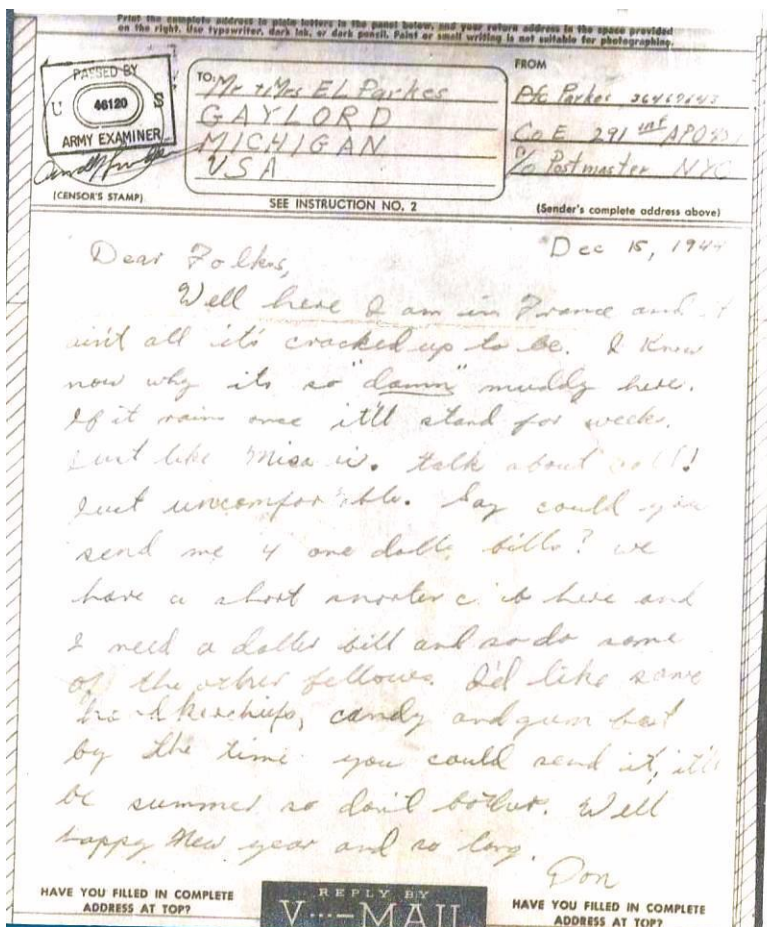 Print the complete address in plain letters in the panel below, and your return address in the space provided
on the right. Use typewriter, dark ink, or dark pencil. Faint or small writing is not suitable for photographing.
PASSED BY
U 46120 S
ARMY EXAMINER
(CENSOR'S STAMP)
TO:
Mr & Mrs E L Parkes
GAYLORD
MICHIGAN
USA
SEE INSTRUCTION NO. 2
FROM
Pfc Parkes
Co E 291 Inf APO
c/o Postmaster NYC
(Sender's complete address above)
Dec 15, 1944
Dear Folkes,
Well here I am in France and it
ain't all it's cracked up to be. I know
now why its so "damn" muddy here.
If it rains once it'll stand for weeks.
Just like is. talk about cold!
Just uncomfortable. Say could you
send me 4 one dollar bills? we
have a short snorter club here and
I need a dollar bill and so do some
of the other fellows. I'd like some
handkerchiefs, candy and gum but
by the time you could send it, it'll
be summer so don't bother. Well
happy New year and so long.
Don
HAVE YOU FILLED IN COMPLETE
ADDRESS AT TOP?
REPLY BY
V···—MAIL
HAVE YOU FILLED IN COMPLETE
ADDRESS AT TOP?